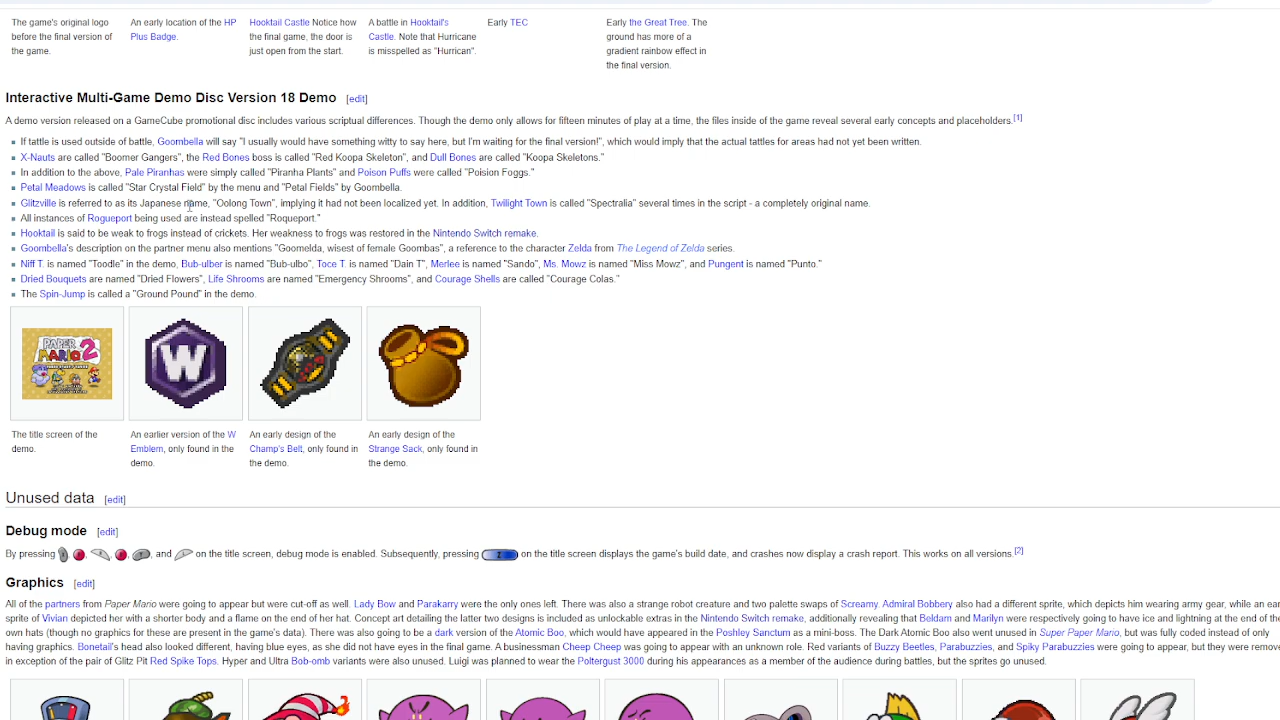 The game's original logo
before the final version of
the game.
An early location of the HP
Plus Badge.
Hooktail Castle Notice how
the final game, the door is
just open from the start.
A battle in Hooktail's
Castle. Note that Hurricane
is misspelled as "Hurrican".
Early TEC
Early the Great Tree. The
ground has more of a
gradient rainbow effect in
the final version.
Interactive Multi-Game Demo Disc Version 18 Demo [edit]
A demo version released on a GameCube promotional disc includes various scriptual differences. Though the demo only allows for fifteen minutes of play at a time, the files inside of the game reveal several early concepts and placeholders.[1]
If tattle is used outside of battle, Goombella will say "I usually would have something witty to say here, but I'm waiting for the final version!", which would imply that the actual tattles for areas had not yet been written.
X-Nauts are called "Boomer Gangers", the Red Bones boss is called "Red Koopa Skeleton", and Dull Bones are called "Koopa Skeletons."
In addition to the above, Pale Piranhas were simply called "Piranha Plants" and Poison Puffs were called "Poision Foggs."
Petal Meadows is called "Star Crystal Field" by the menu and "Petal Fields" by Goombella.
Glitzville is referred to as its Japanese name, "Oolong Town", implying it had not been localized yet. In addition, Twilight Town is called "Spectralia" several times in the script - a completely original name.
All instances of Rogueport being used are instead spelled "Roqueport."
Hooktail is said to be weak to frogs instead of crickets. Her weakness to frogs was restored in the Nintendo Switch remake.
Goombella's description on the partner menu also mentions "Goomelda, wisest of female Goombas", a reference to the character Zelda from The Legend of Zelda series.
Niff T. is named "Toodle" in the demo, Bub-ulber is named "Bub-ulbo", Toce T. is named "Dain T", Merlee is named "Sando", Ms. Mowz is named "Miss Mowz", and Pungent is named "Punto."
Dried Bouquets are named "Dried Flowers", Life Shrooms are named "Emergency Shrooms", and Courage Shells are called "Courage Colas."
The Spin-Jump is called a "Ground Pound" in the demo.
PAPER
MARIO 2
W
The title screen of the
demo.
An earlier version of the W
Emblem, only found in the
demo.
An early design of the
Champ's Belt, only found in
the demo.
An early design of the
Strange Sack, only found in
the demo.
Unused data [edit]
Debug mode [edit]
By pressing , , and on the title screen, debug mode is enabled. Subsequently, pressing Z on the title screen displays the game's build date, and crashes now display a crash report. This works on all versions.[2]
Graphics [edit]
All of the partners from Paper Mario were going to appear but were cut-off as well. Lady Bow and Parakarry were the only ones left. There was also a strange robot creature and two palette swaps of Screamy. Admiral Bobbery also had a different sprite, which depicts him wearing army gear, while an ear
sprite of Vivian depicted her with a shorter body and a flame on the end of her hat. Concept art detailing the latter two designs is included as unlockable extras in the Nintendo Switch remake, additionally revealing that Beldam and Marilyn were respectively going to have ice and lightning at the end of the
own hats (though no graphics for these are present in the game's data). There was also going to be a dark version of the Atomic Boo, which would have appeared in the Poshley Sanctum as a mini-boss. The Dark Atomic Boo also went unused in Super Paper Mario, but was fully coded instead of only
having graphics. Bonetail's head also looked different, having blue eyes, as she did not have eyes in the final game. A businessman Cheep Cheep was going to appear with an unknown role. Red variants of Buzzy Beetles, Parabuzzies, and Spiky Parabuzzies were going to appear, but they were remove
in exception of the pair of Glitz Pit Red Spike Tops. Hyper and Ultra Bob-omb variants were also unused. Luigi was planned to wear the Poltergust 3000 during his appearances as a member of the audience during battles, but the sprites go unused.